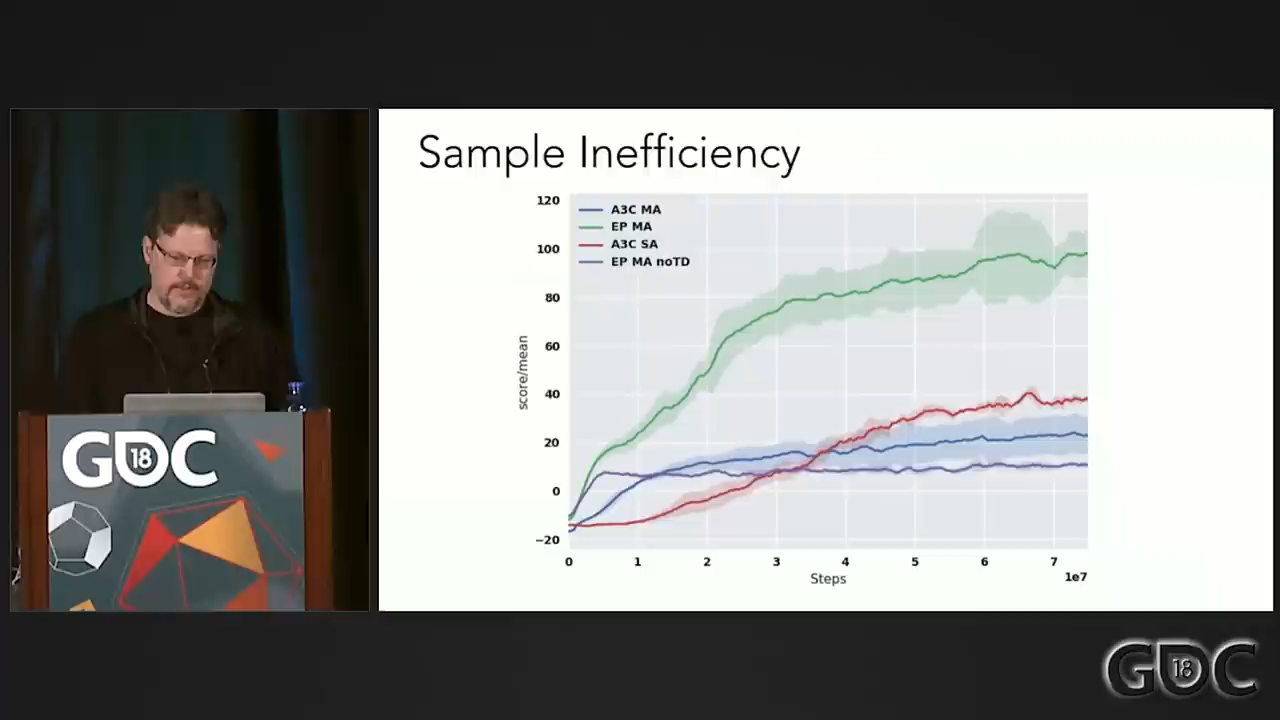 Sample Inefficiency
120
100
80
60
40
20
0
−20
score/mean
A3C MA
EP MA
A3C SA
EP MA noTD
0 1 2 3 4 5 6 7
1e7
Steps
GDC
18
GDC
18